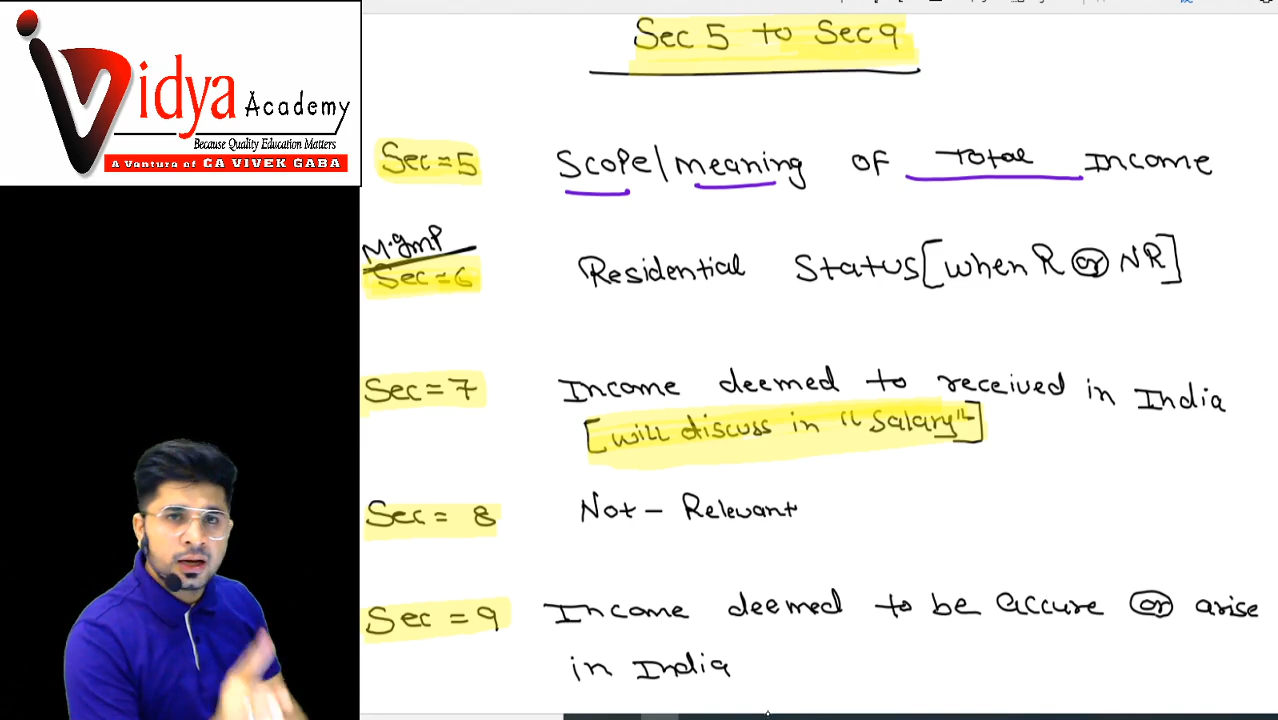 Vidya Academy
Because Quality Education Matters
A Ventura of CA VIVEK GABA
Sec 5 to Sec 9
Sec=5 Scope/meaning of Total Income
M.gmP
Sec=6 Residential Status [when R or NR]
Sec=7 Income deemed to received in India
[will discuss in "Salary"]
Sec= 8 Not - Relevant
Sec =9 Income deemed to be accure or arise
in India